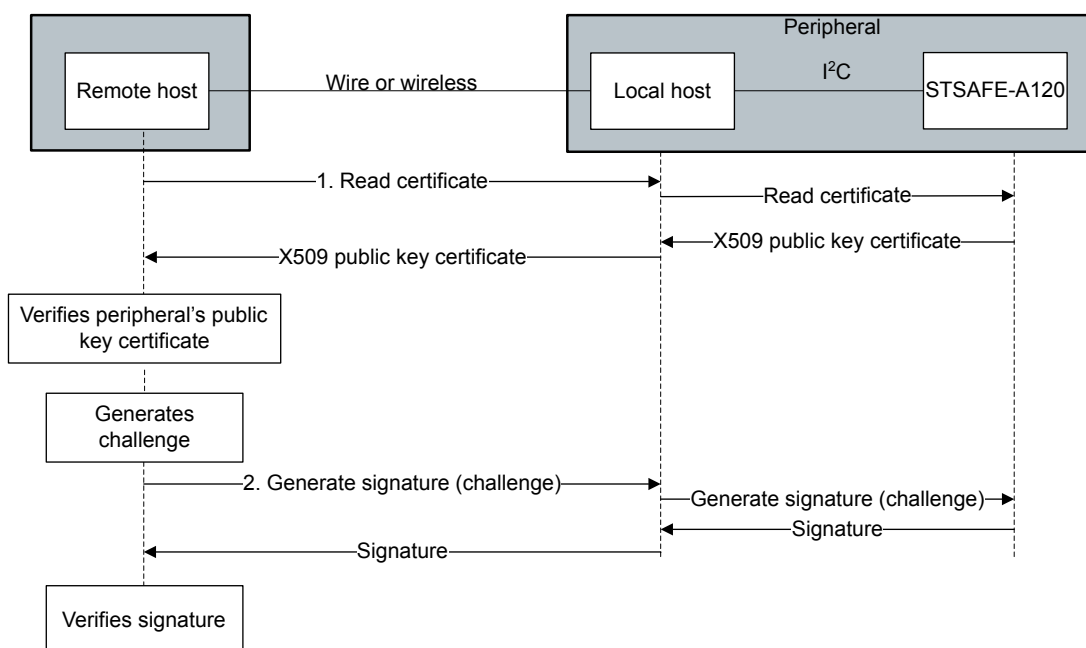 Peripheral
Remote host
Wire or wireless
Local host
I²C
STSAFE-A120
1. Read certificate
Read certificate
X509 public key certificate
X509 public key certificate
Verifies peripheral's public
key certificate
Generates
challenge
2. Generate signature (challenge)
Generate signature (challenge)
Signature
Signature
Verifies signature